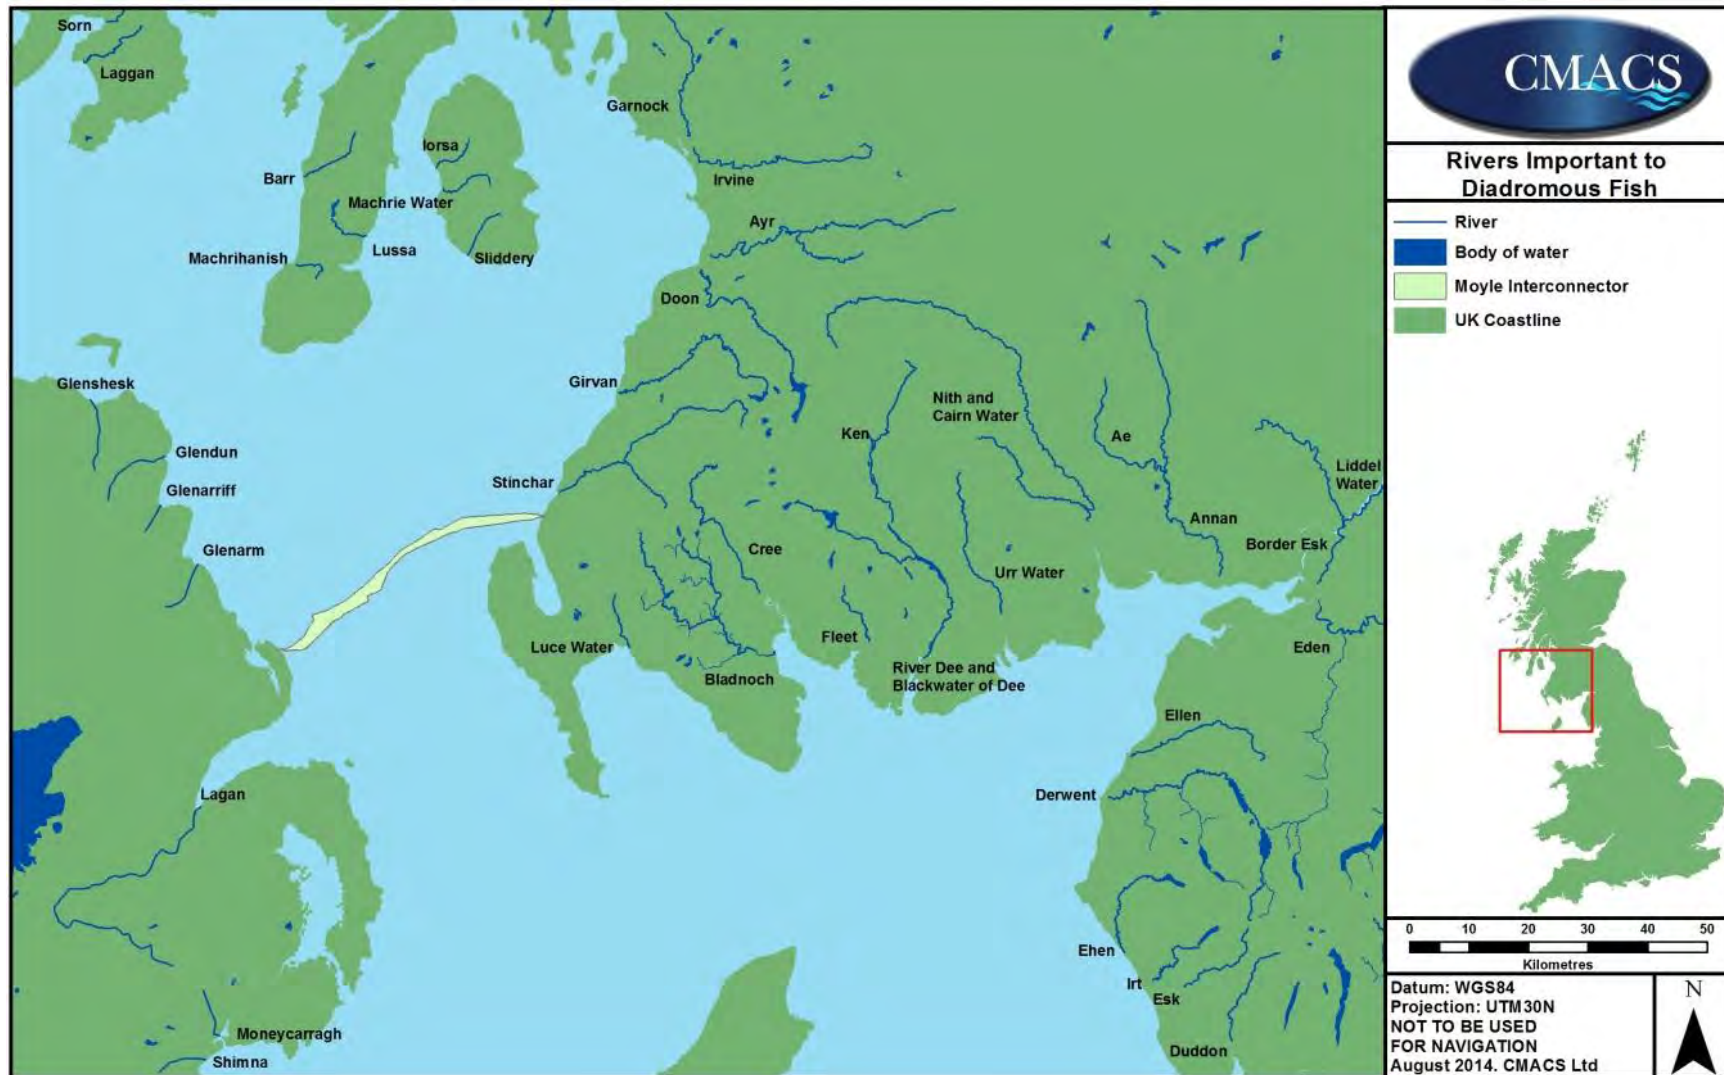 Sorn
Laggan
Garnock
Iorsa
Barr
Irvine
Machrie Water
Ayr
Machrihanish
Lussa
Sliddery
Doon
Glenshesk
Girvan
Nith and
Cairn Water
Ken
Ae
Glendun
Liddel
Water
Stinchar
Glenarriff
Annan
Border Esk
Glenarm
Cree
Urr Water
Luce Water
Fleet
Eden
River Dee and
Blackwater of Dee
Bladnoch
Ellen
Lagan
Derwent
Ehen
Irt
Esk
Moneycarragh
Shimna
Duddon
CMACS
Rivers Important to
Diadromous Fish
River
Body of water
Moyle Interconnector
UK Coastline
0 10 20 30 40 50
Kilometres
Datum: WGS84
Projection: UTM30N
NOT TO BE USED
FOR NAVIGATION
August 2014. CMACS Ltd
N